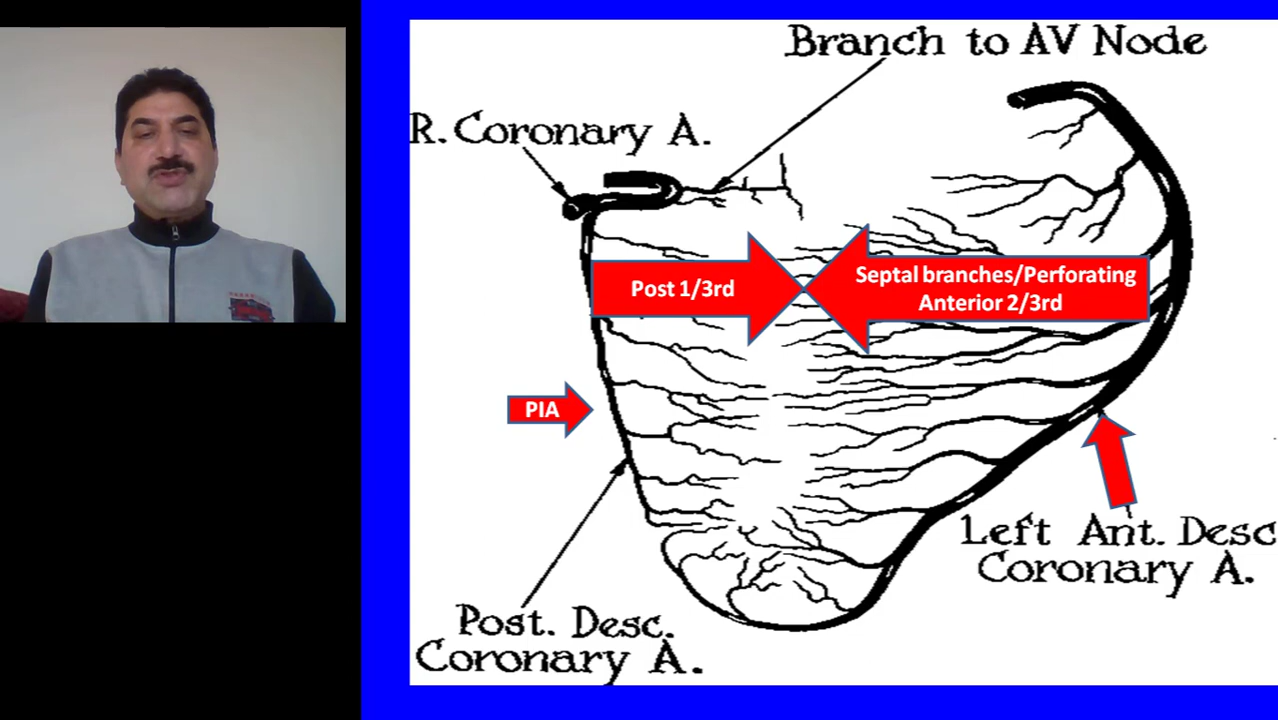 Branch to AV Node
R. Coronary A.
Post 1/3rd
Septal branches/Perforating
Anterior 2/3rd
PIA
Left Ant. Desc
Coronary A.
Post. Desc.
Coronary A.